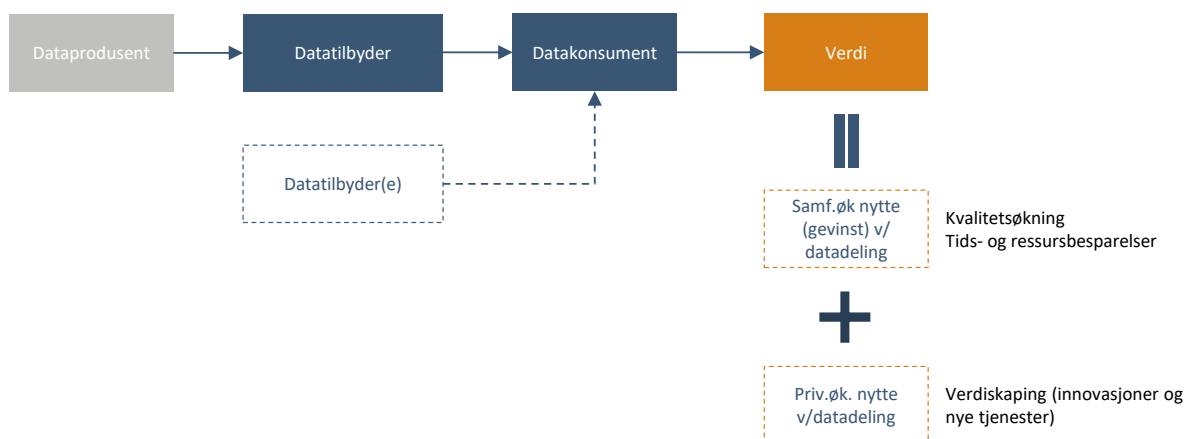 Dataprodusent
Datatilbyder
Datakonsument
Verdi
Datatilbyder(e)
Samf.øk nytte
(gevinst) v/
datadeling
Kvalitetsøkning
Tids- og ressursbesparelser
Priv.øk. nytte
v/datadeling
Verdiskaping (innovasjoner og
nye tjenester)